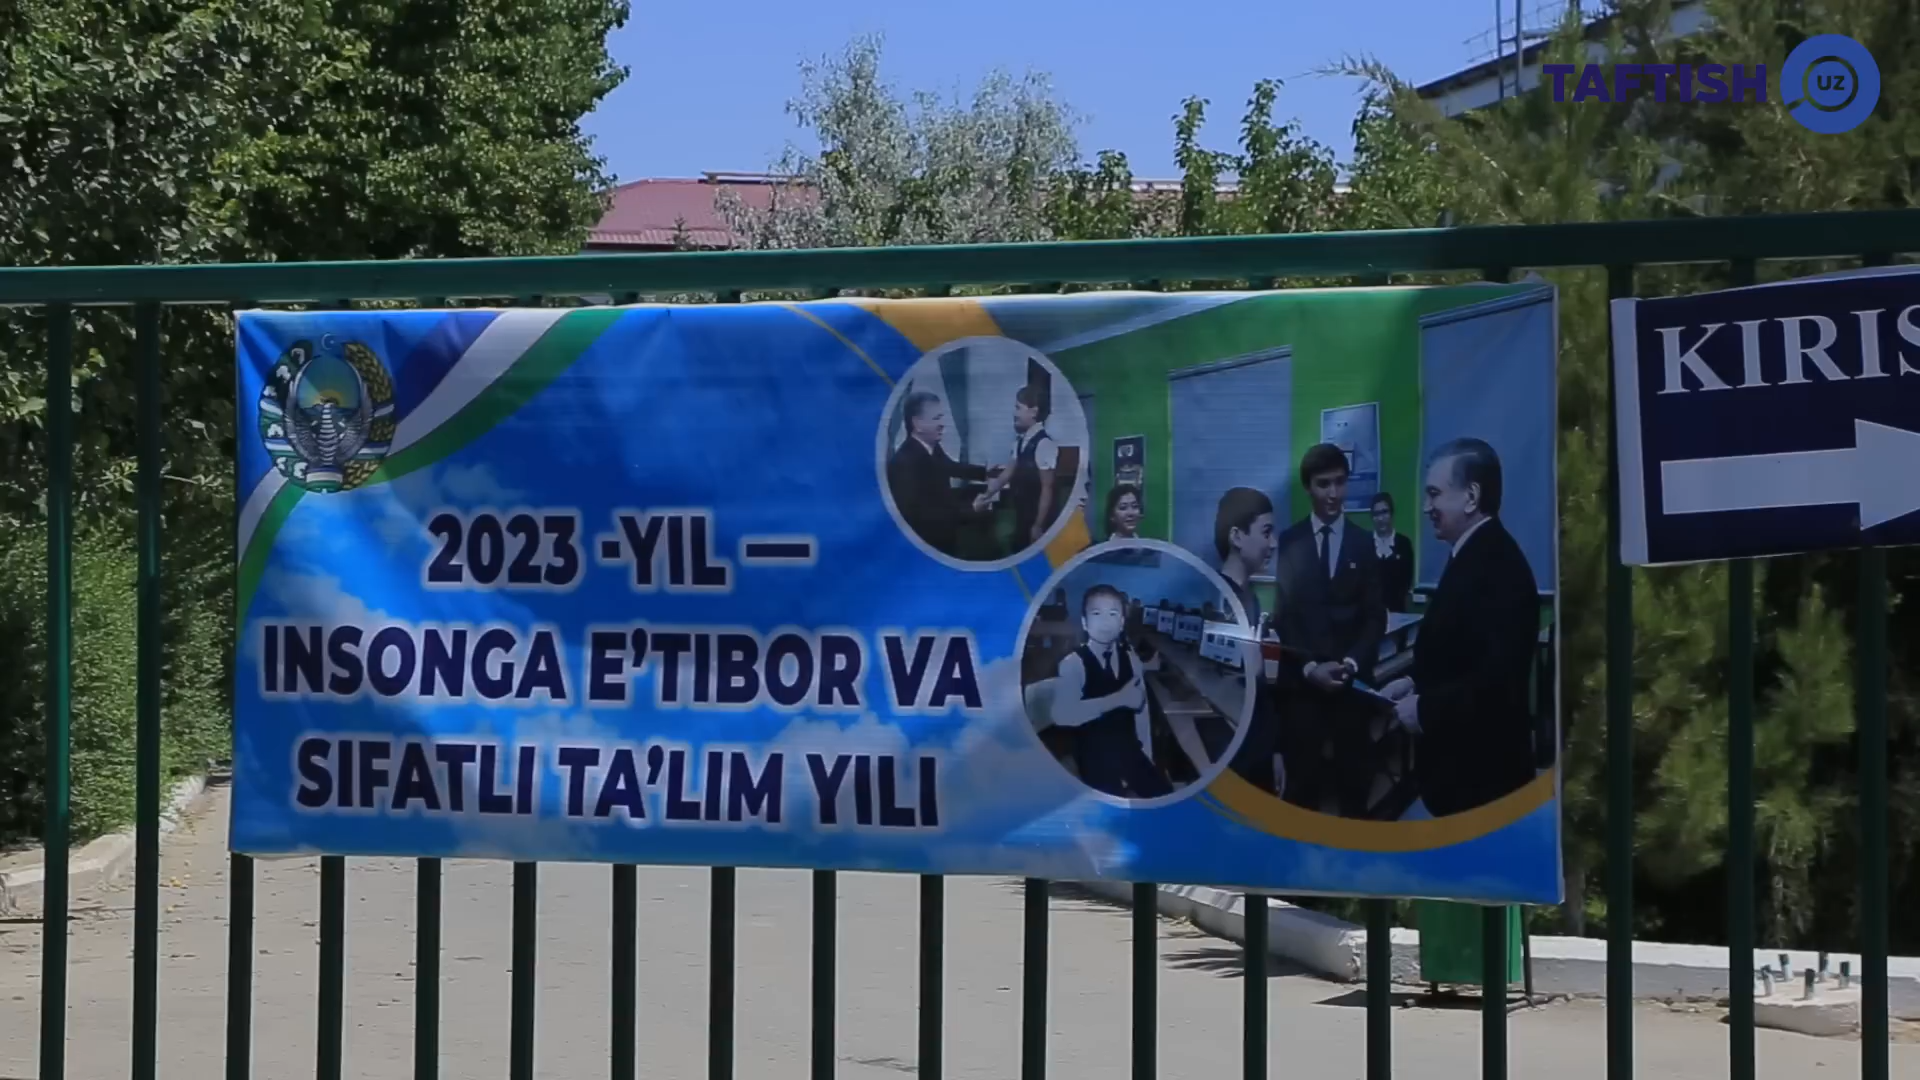 TAFTISH UZ
2023 -YIL —
INSONGA E’TIBOR VA
SIFATLI TA’LIM YILI
KIRIS